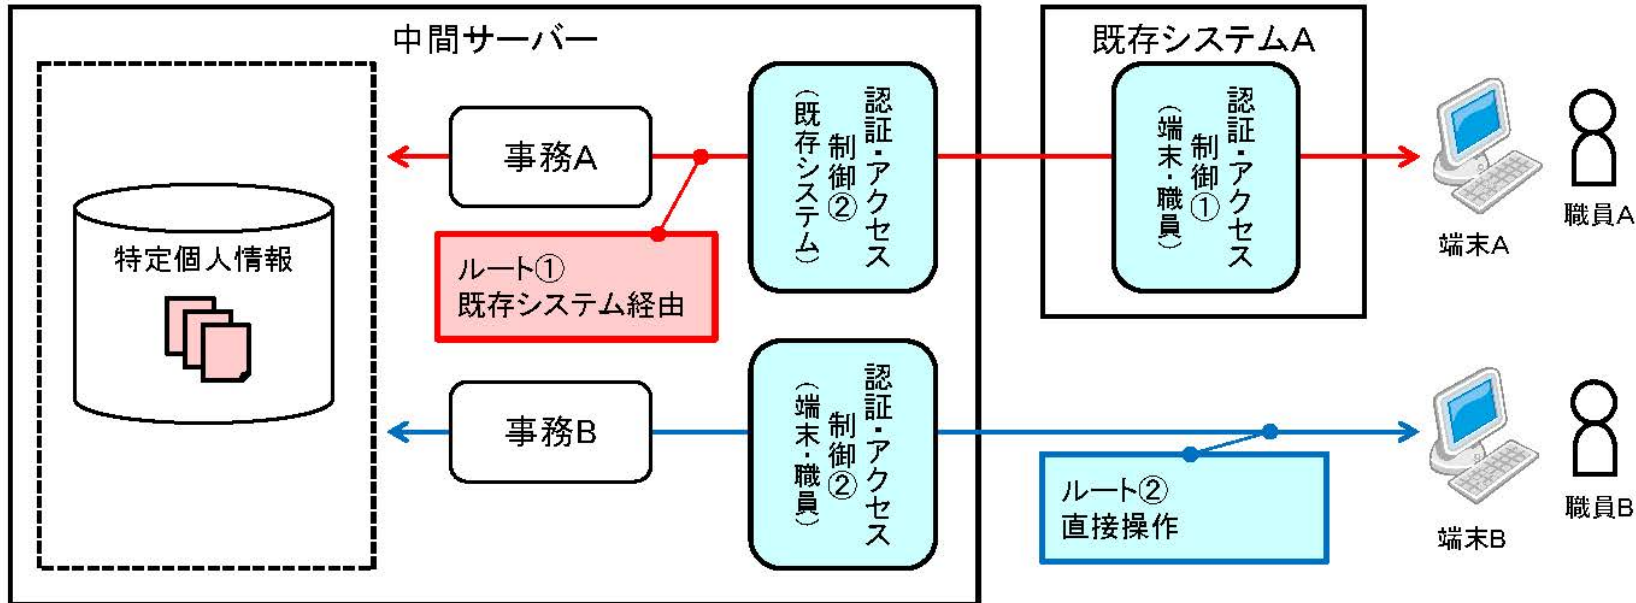 中間サーバー
既存システムA
特定個人情報
事務A
認証・アクセス
制御②
(既存システム)
認証・アクセス
制御①
(端末・職員)
端末A
職員A
ルート①
既存システム経由
事務B
認証・アクセス
制御②
(端末・職員)
ルート②
直接操作
端末B
職員B